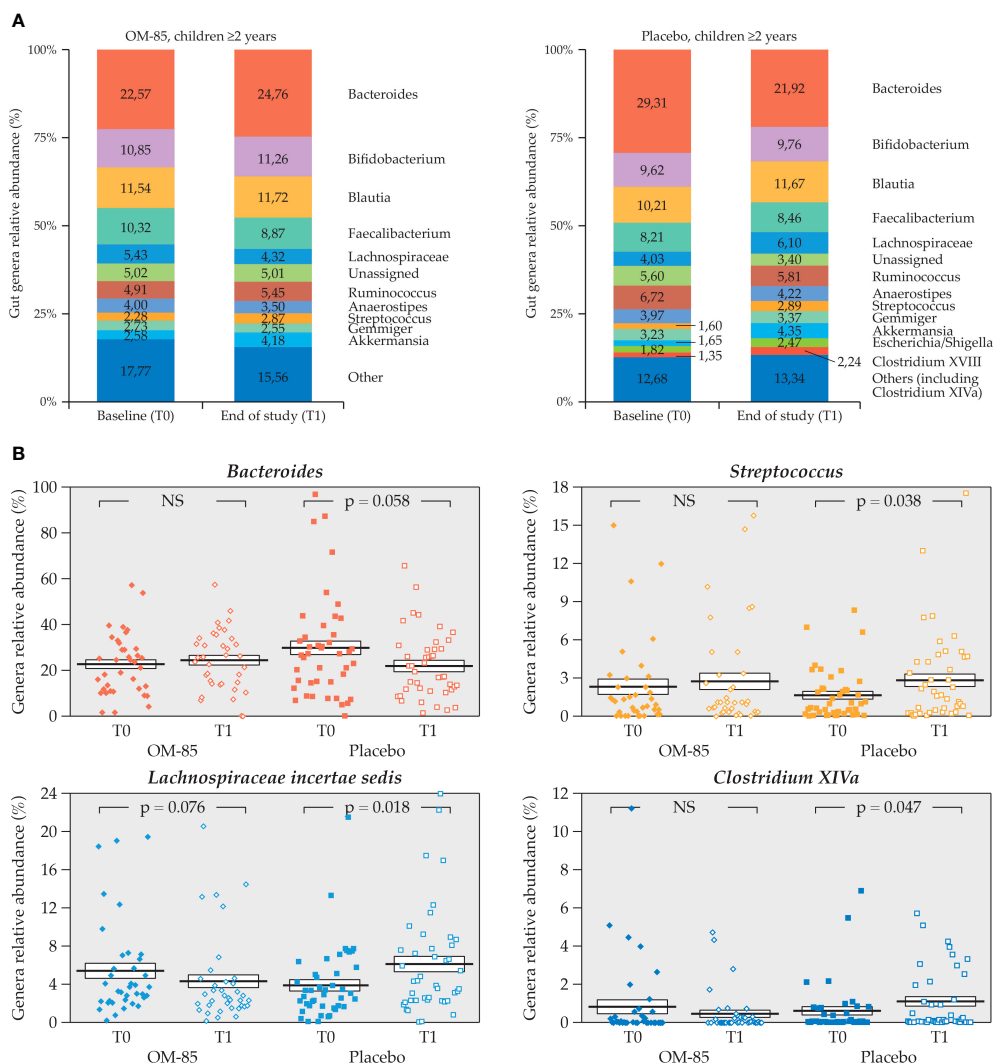 A
OM-85, children ≥2 years
Gut genera relative abundance (%)
100%
75%
50%
25%
0%
22,57
10,85
11,54
10,32
5,43
5,02
4,91
4,00
2,28
2,73
2,58
17,77
24,76
11,26
11,72
8,87
4,32
5,01
5,45
3,50
2,87
2,55
4,18
15,56
Bacteroides
Bifidobacterium
Blautia
Faecalibacterium
Lachnospiraceae
Unassigned
Ruminococcus
Anaerostipes
Streptococcus
Gemmiger
Akkermansia
Other
Baseline (T0)
End of study (T1)
Placebo, children ≥2 years
Gut genera relative abundance (%)
100%
75%
50%
25%
0%
29,31
9,62
10,21
8,21
4,03
5,60
6,72
3,97
1,60
3,23
1,65
1,82
1,35
12,68
21,92
9,76
11,67
8,46
6,10
3,40
5,81
4,22
2,89
3,37
4,35
2,47
2,24
13,34
Bacteroides
Bifidobacterium
Blautia
Faecalibacterium
Lachnospiraceae
Unassigned
Ruminococcus
Anaerostipes
Streptococcus
Gemmiger
Akkermansia
Escherichia/Shigella
Clostridium XVIII
Others (including
Clostridium XIVa)
Baseline (T0)
End of study (T1)
B
Bacteroides
Genera relative abundance (%)
100
80
60
40
20
0
NS
p = 0.058
T0
T1
T0
T1
OM-85
Placebo
Streptococcus
Genera relative abundance (%)
18
15
12
9
6
3
0
NS
p = 0.038
T0
T1
T0
T1
OM-85
Placebo
Lachnospiraceae incertae sedis
Genera relative abundance (%)
24
20
16
12
8
4
0
p = 0.076
p = 0.018
T0
T1
T0
T1
OM-85
Placebo
Clostridium XIVa
Genera relative abundance (%)
12
10
8
6
4
2
0
NS
p = 0.047
T0
T1
T0
T1
OM-85
Placebo